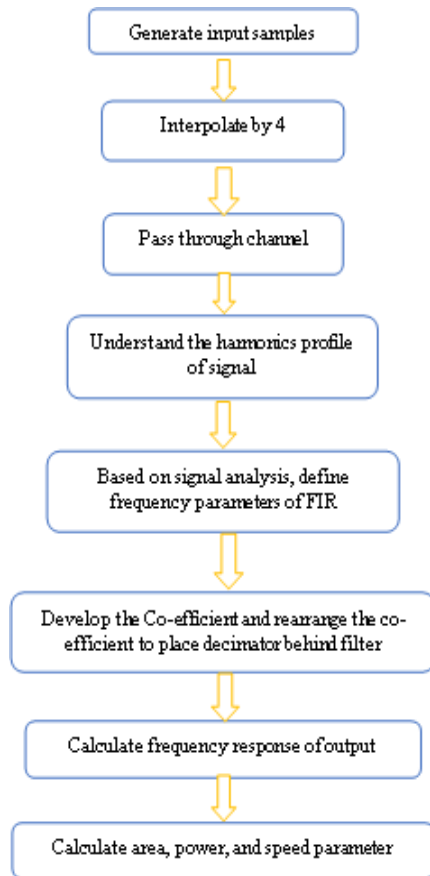 Generate input samples
Interpolate by 4
Pass through channel
Understand the harmonics profile
of signal
Based on signal analysis, define
frequency parameters of FIR
Develop the Co-efficient and rearrange the co-
efficient to place decimator behind filter
Calculate frequency response of output
Calculate area, power, and speed parameter